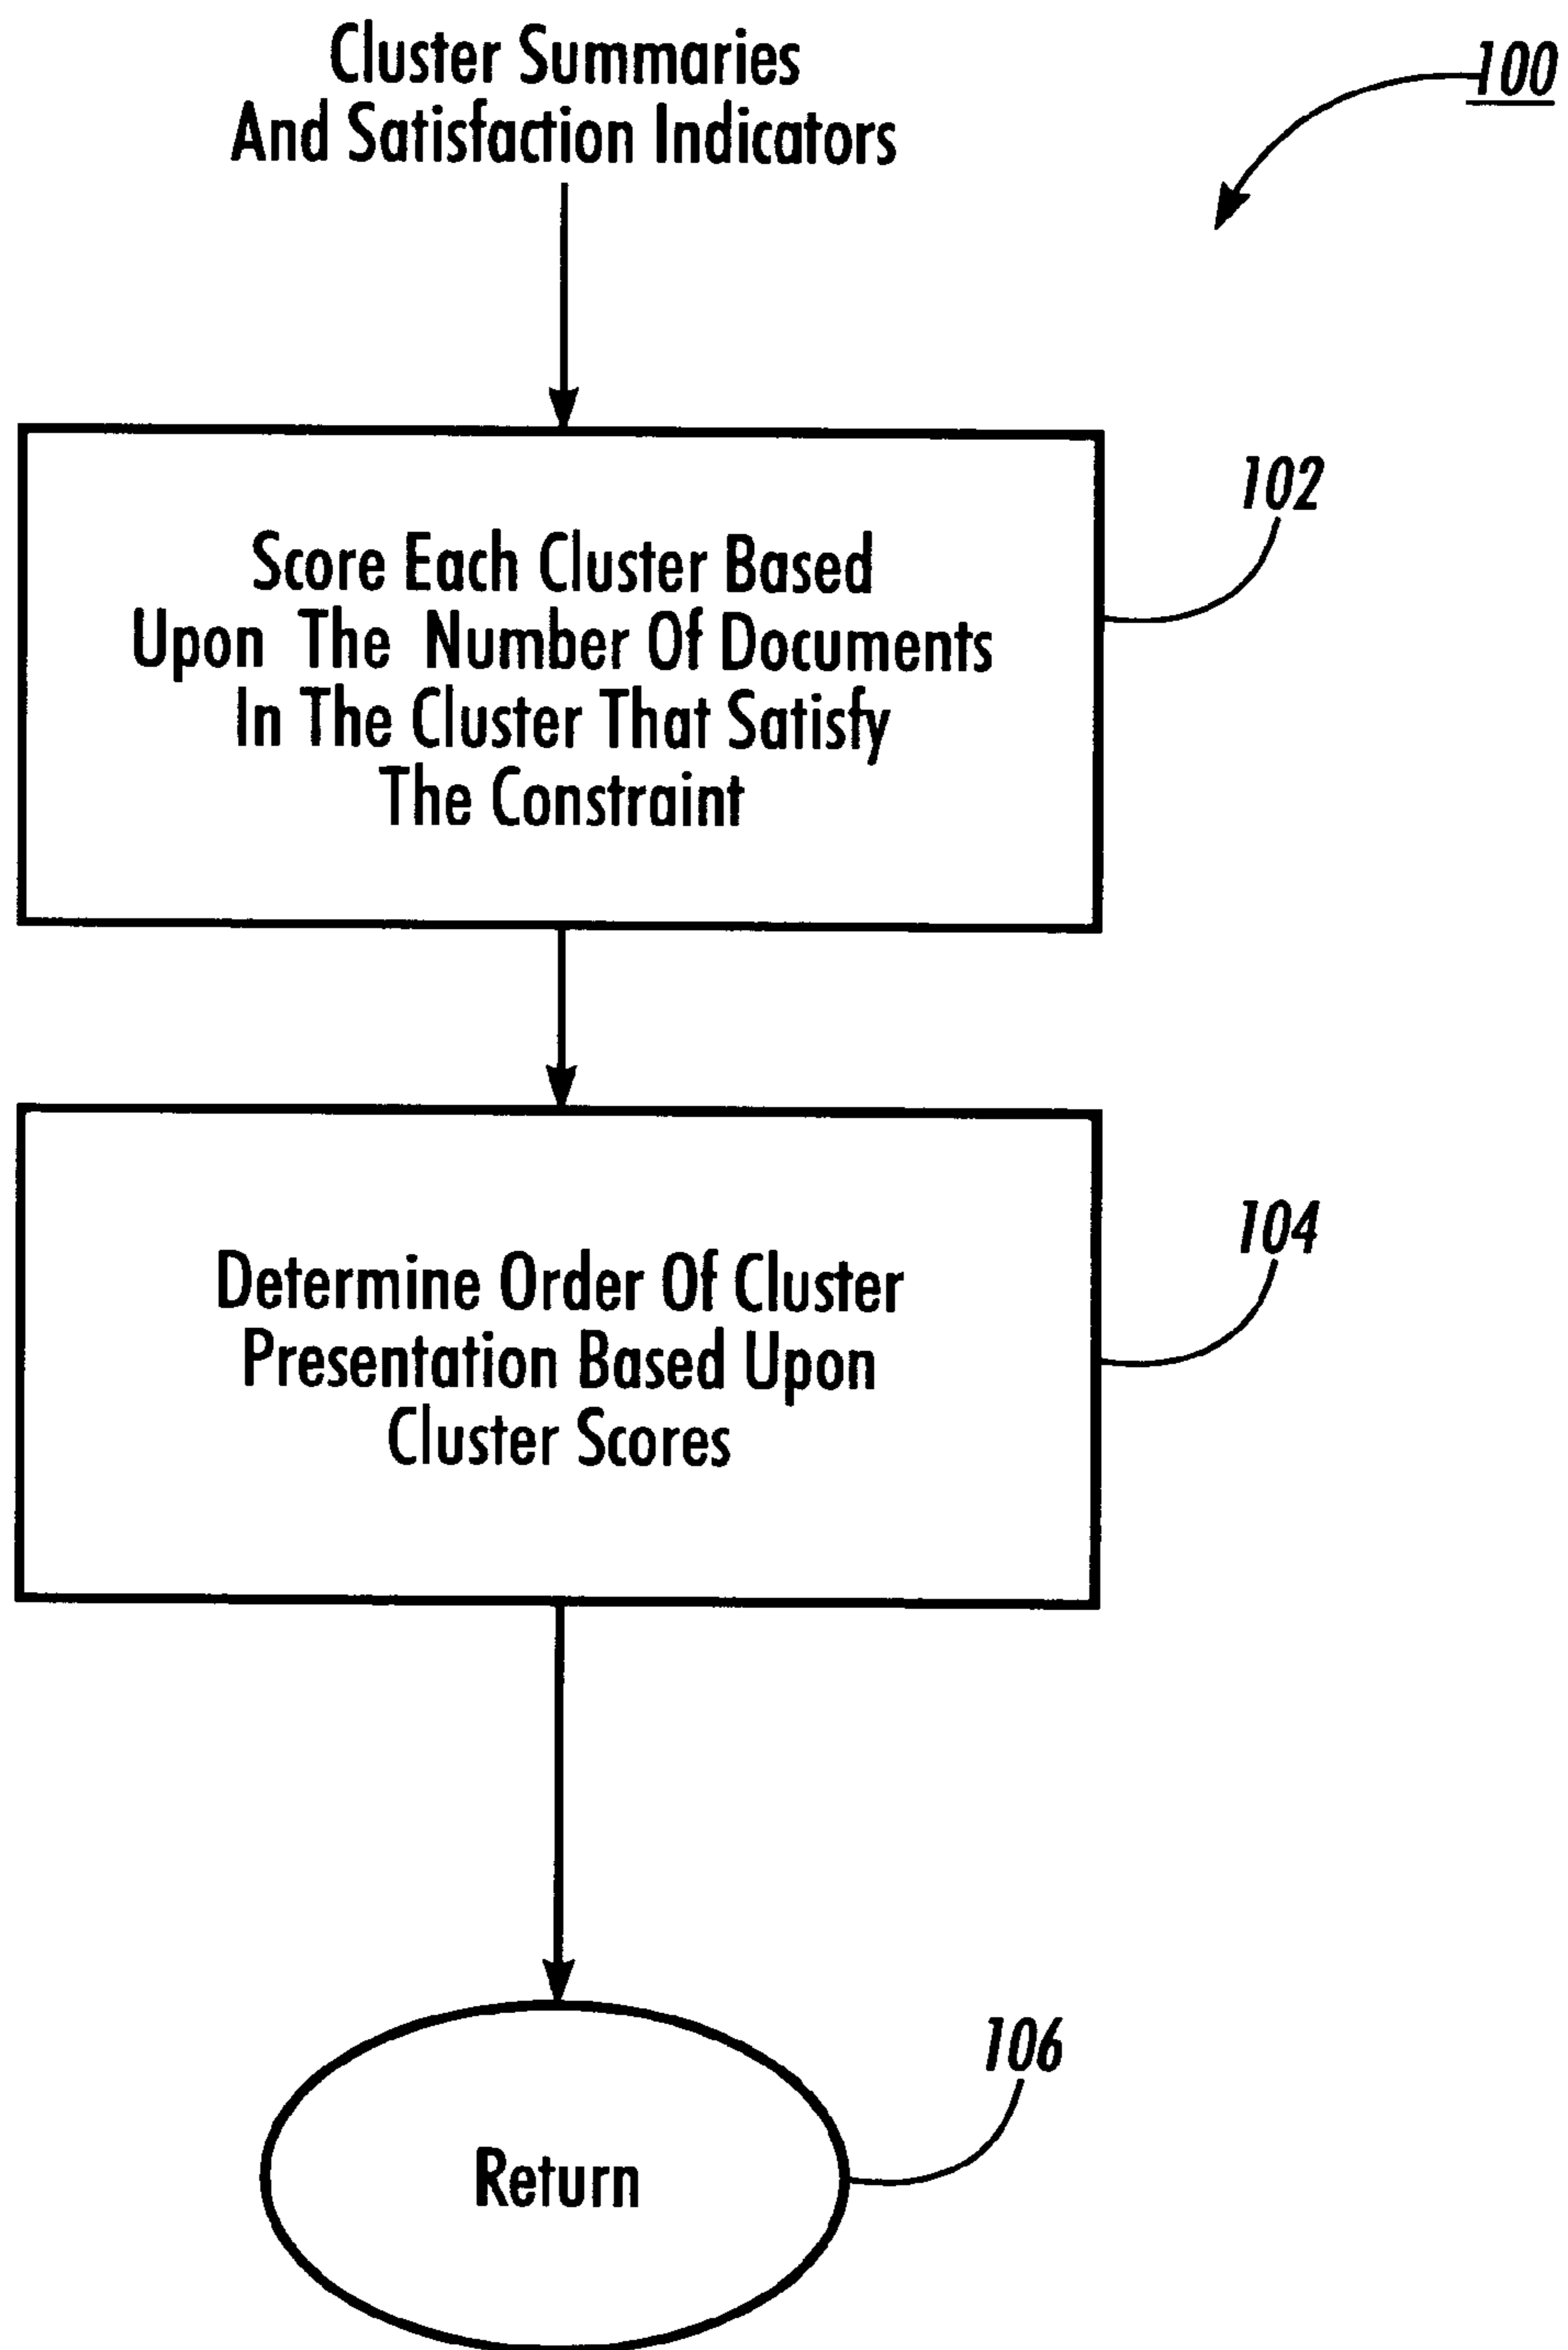 Cluster Summaries
And Satisfaction Indicators
100
Score Each Cluster Based
Upon The Number Of Documents
In The Cluster That Satisfy
The Constraint
102
Determine Order Of Cluster
Presentation Based Upon
Cluster Scores
104
Return
106